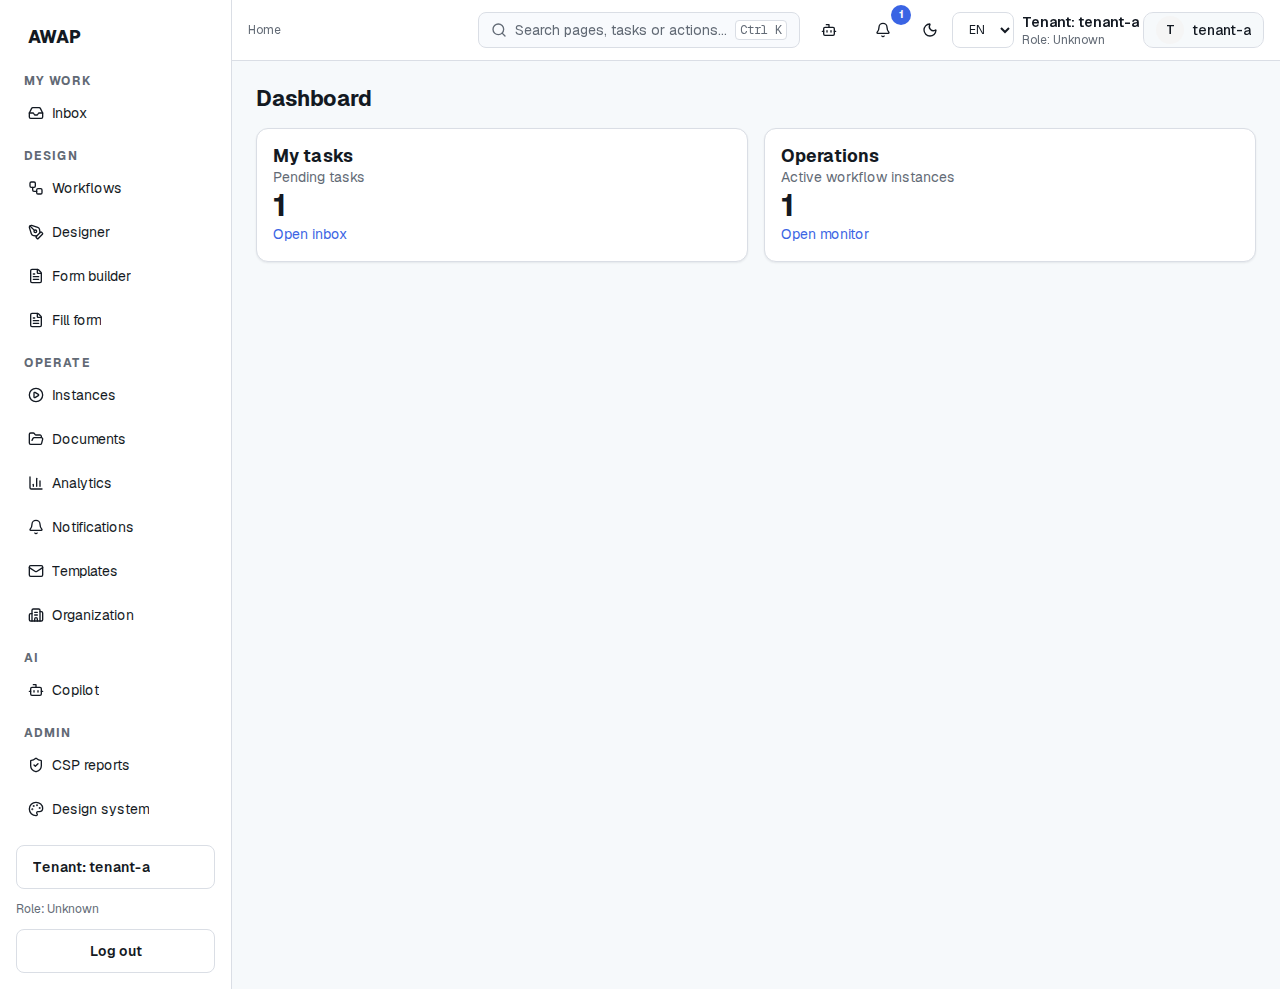 AWAP
MY WORK
Inbox
DESIGN
Workflows
Designer
Form builder
Fill form
OPERATE
Instances
Documents
Analytics
Notifications
Templates
Organization
AI
Copilot
ADMIN
CSP reports
Design system
Tenant: tenant-a
Role: Unknown
Log out
Home
Search pages, tasks or actions... Ctrl K
1
EN
Tenant: tenant-a
Role: Unknown
T tenant-a
Dashboard
My tasks
Pending tasks
1
Open inbox
Operations
Active workflow instances
1
Open monitor